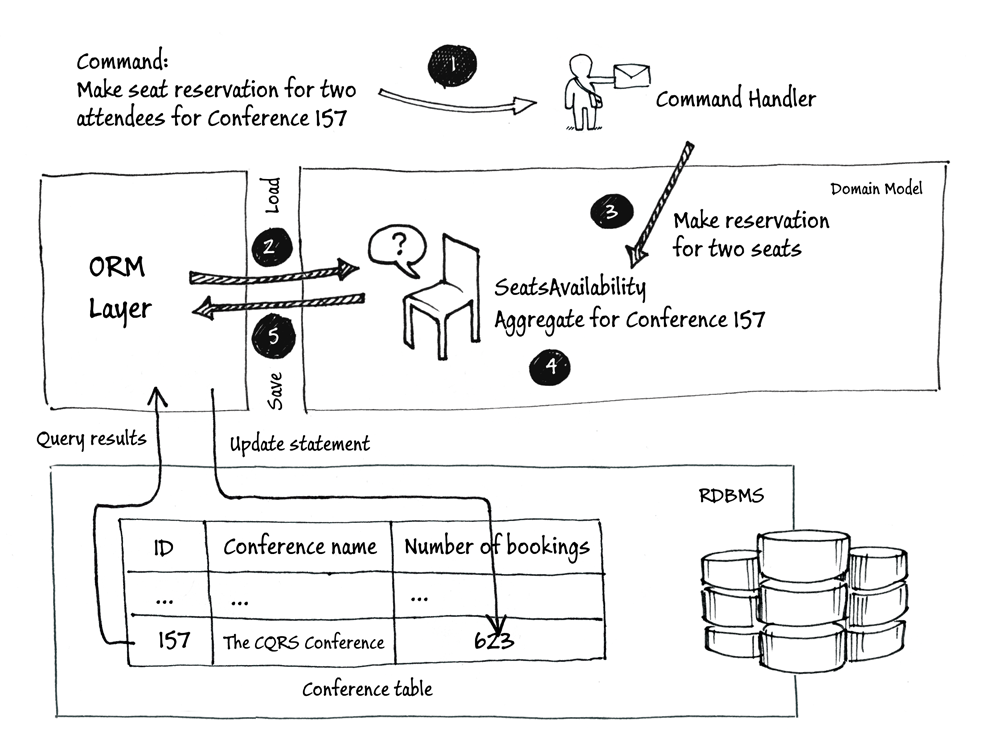 Command:
Make seat reservation for two
attendees for Conference 157
1
Command Handler
Domain Model
Load
2
ORM
Layer
3
Make reservation
for two seats
?
SeatsAvailability
Aggregate for Conference 157
4
5
Save
Query results
Update statement
RDBMS
ID Conference name Number of bookings
... ... ...
157 The CQRS Conference 623
Conference table